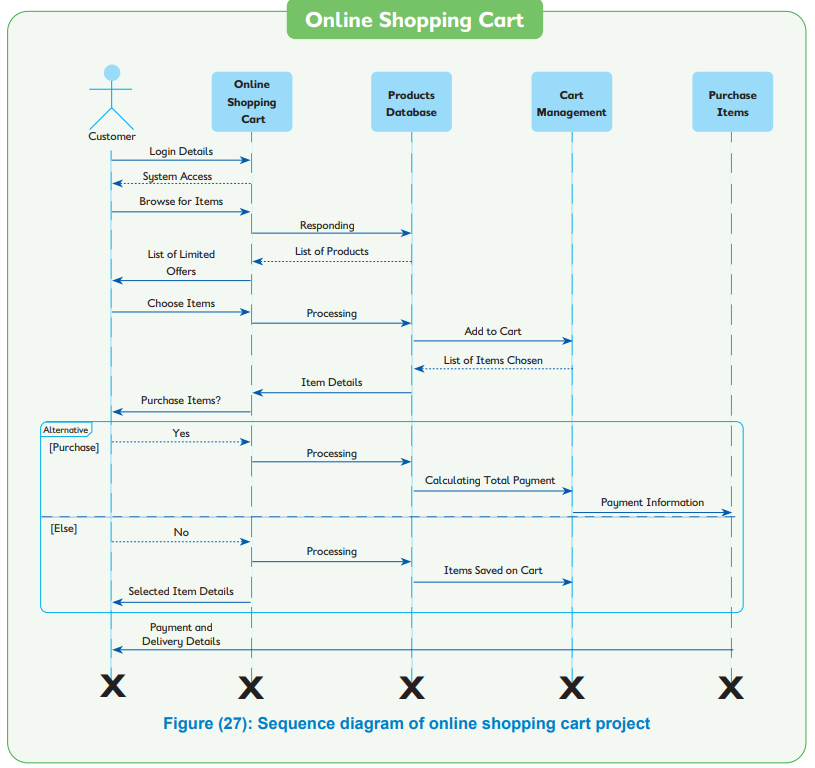 Online Shopping Cart
Online
Shopping
Cart
Products
Database
Cart
Management
Purchase
Items
Customer
Login Details
System Access
Browse for Items
Responding
List of Products
List of Limited
Offers
Choose Items
Processing
Add to Cart
List of Items Chosen
Item Details
Purchase Items?
Alternative
Yes
[Purchase]
Processing
Calculating Total Payment
Payment Information
[Else]
No
Processing
Items Saved on Cart
Selected Item Details
Payment and
Delivery Details
X X X X X
Figure (27): Sequence diagram of online shopping cart project